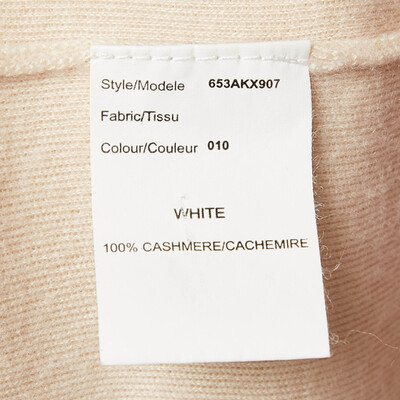 Style/Modele 653AKX907
Fabric/Tissu
Colour/Couleur 010
WHITE
100% CASHMERE/CACHEMIRE